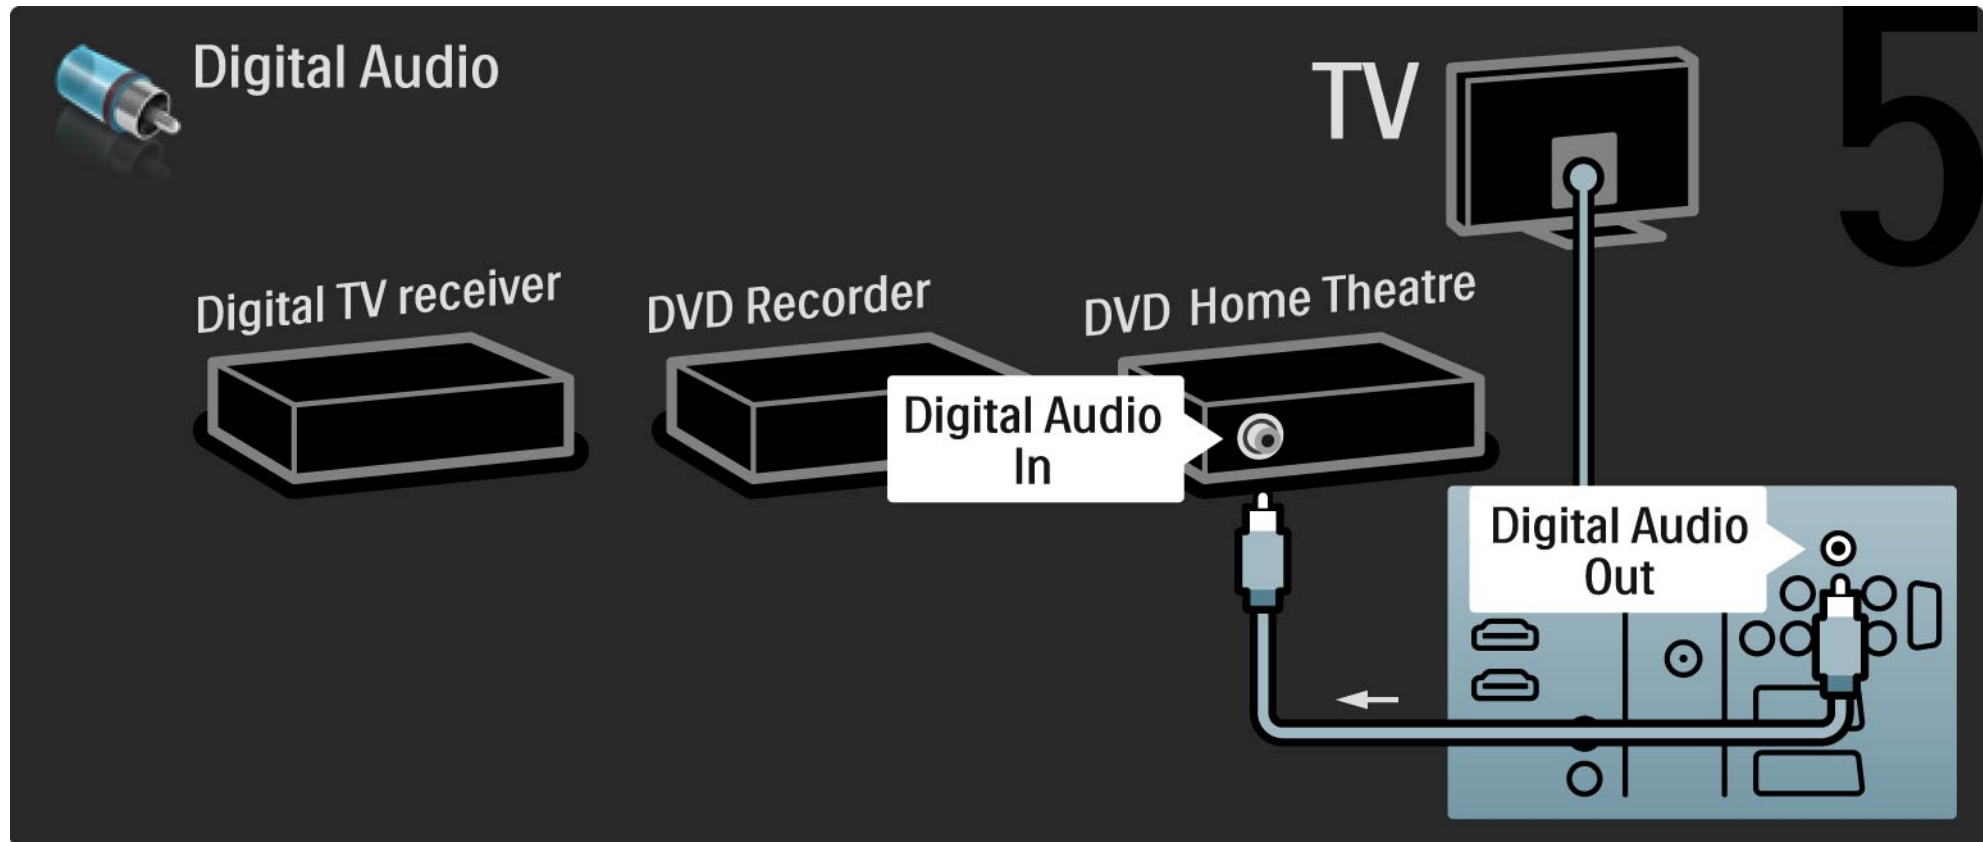 Digital Audio
TV
5
Digital TV receiver
DVD Recorder
DVD Home Theatre
Digital Audio
In
Digital Audio
Out